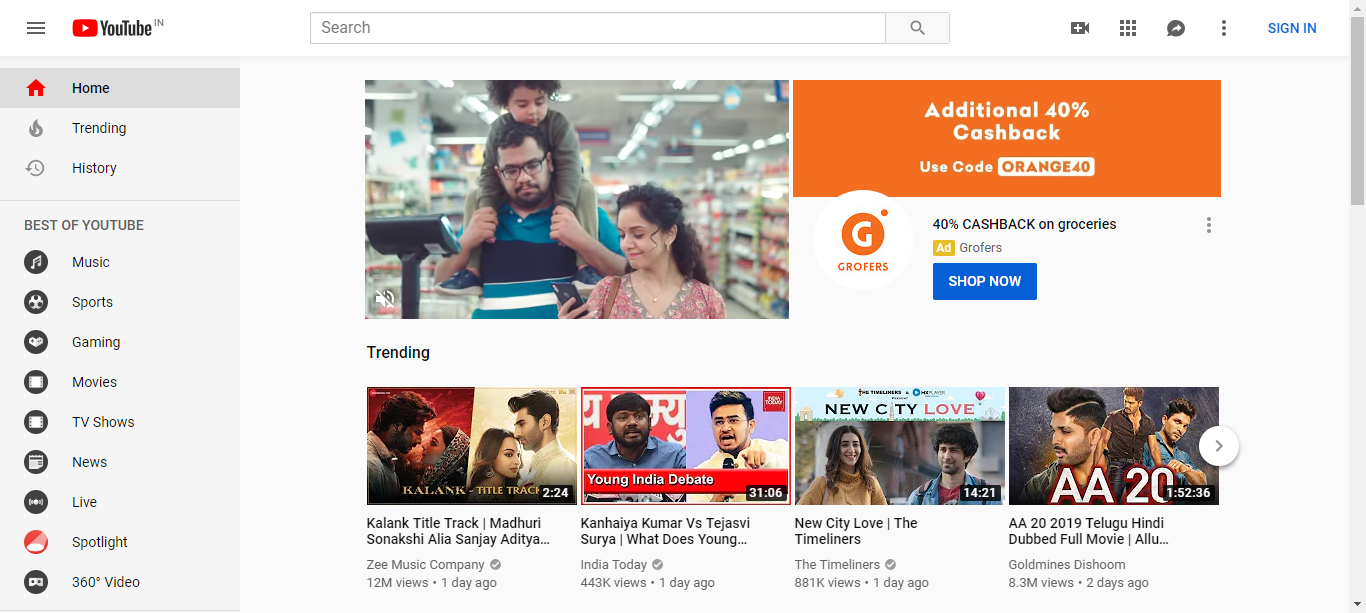 YouTube IN
Search
SIGN IN
Home
Trending
History
BEST OF YOUTUBE
Music
Sports
Gaming
Movies
TV Shows
News
Live
Spotlight
360° Video
Additional 40%
Cashback
Use Code ORANGE40
G
GROFERS
40% CASHBACK on groceries
Ad Grofers
SHOP NOW
Trending
KALANK - TITLE TRACK
2:24
Kalank Title Track | Madhuri
Sonakshi Alia Sanjay Aditya...
Zee Music Company
12M views • 1 day ago
INDIA TODAY
Young India Debate
31:06
Kanhaiya Kumar Vs Tejasvi
Surya | What Does Young...
India Today
443K views • 1 day ago
THE TIMELINERS & MXPLAYER
NEW CITY LOVE
14:21
New City Love | The
Timeliners
The Timeliners
881K views • 1 day ago
AA 20
1:52:36
AA 20 2019 Telugu Hindi
Dubbed Full Movie | Allu...
Goldmines Dishoom
8.3M views • 2 days ago